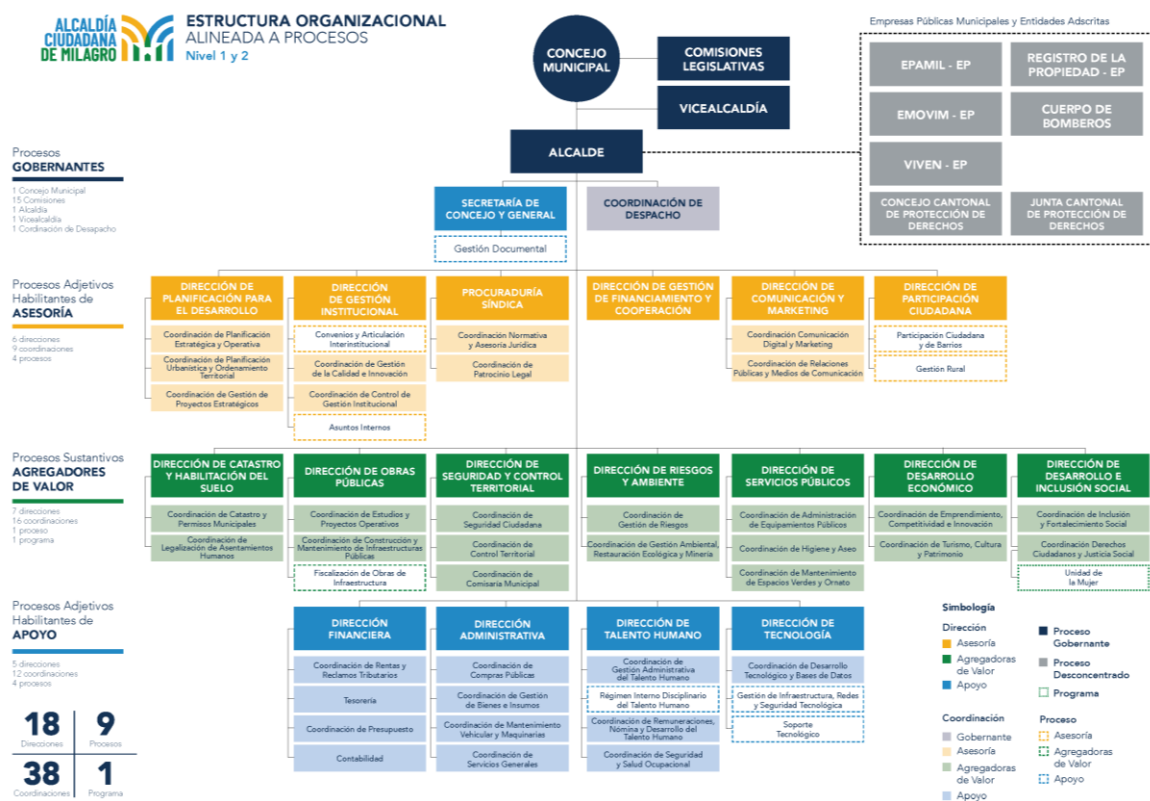 ALCALDÍA
CIUDADANA
DE MILAGRO
ESTRUCTURA ORGANIZACIONAL
ALINEADA A PROCESOS
Nivel 1 y 2
CONCEJO
MUNICIPAL
COMISIONES
LEGISLATIVAS
VICEALCALDÍA
ALCALDE
Empresas Públicas Municipales y Entidades Adscritas
EPAMIL - EP
REGISTRO DE LA
PROPIEDAD - EP
EMOVIM - EP
CUERPO DE
BOMBEROS
VIVEN - EP
CONCEJO CANTONAL
DE PROTECCIÓN DE
DERECHOS
JUNTA CANTONAL
DE PROTECCIÓN DE
DERECHOS
Procesos
GOBERNANTES
1 Concejo Municipal
15 Comisiones
1 Alcaldía
1 Vicealcaldía
1 Cordinación de Desapacho
SECRETARÍA DE
CONCEJO Y GENERAL
Gestión Documental
COORDINACIÓN DE
DESPACHO
Procesos Adjetivos
Habilitantes de
ASESORÍA
6 direcciones
9 coordinaciones
4 procesos
DIRECCIÓN DE
PLANIFICACIÓN PARA
EL DESARROLLO
Coordinación de Planificación
Estratégica y Operativa
Coordinación de Planificación
Urbanística y Ordenamiento
Territorial
Coordinación de Gestión de
Proyectos Estratégicos
DIRECCIÓN
DE GESTIÓN
INSTITUCIONAL
Convenios y Articulación
Interinstitucional
Coordinación de Gestión
de la Calidad e Innovación
Coordinación de Control de
Gestión Institucional
Asuntos Internos
PROCURADURÍA
SÍNDICA
Coordinación Normativa
y Asesoría Jurídica
Coordinación de
Patrocinio Legal
DIRECCIÓN DE GESTIÓN
DE FINANCIAMIENTO Y
COOPERACIÓN
DIRECCIÓN DE
COMUNICACIÓN Y
MARKETING
Coordinación Comunicación
Digital y Marketing
Coordinación de Relaciones
Públicas y Medios de Comunicación
DIRECCIÓN DE
PARTICIPACIÓN
CIUDADANA
Participación Ciudadana
y de Barrios
Gestión Rural
Procesos Sustantivos
AGREGADORES
DE VALOR
7 direcciones
16 coordinaciones
1 proceso
1 programa
DIRECCIÓN DE CATASTRO
Y HABILITACIÓN DEL
SUELO
Coordinación de Catastro y
Permisos Municipales
Coordinación de
Legalización de Asentamientos
Humanos
DIRECCIÓN DE OBRAS
PÚBLICAS
Coordinación de Estudios y
Proyectos Operativos
Coordinación de Construcción y
Mantenimiento de Infraestructuras
Públicas
Fiscalización de Obras de
Infraestructura
DIRECCIÓN DE
SEGURIDAD Y CONTROL
TERRITORIAL
Coordinación de
Seguridad Ciudadana
Coordinación de
Control Territorial
Coordinación de
Comisaría Municipal
DIRECCIÓN DE RIESGOS
Y AMBIENTE
Coordinación de
Gestión de Riesgos
Coordinación de Gestión Ambiental,
Restauración Ecológica y Minería
DIRECCIÓN DE
SERVICIOS PÚBLICOS
Coordinación de Administración
de Equipamientos Públicos
Coordinación de Higiene y Aseo
Coordinación de Mantenimiento
de Espacios Verdes y Ornato
DIRECCIÓN DE
DESARROLLO
ECONÓMICO
Coordinación de Emprendimiento,
Competitividad e Innovación
Coordinación de Turismo, Cultura
y Patrimonio
DIRECCIÓN DE
DESARROLLO E
INCLUSIÓN SOCIAL
Coordinación de Inclusión
y Fortalecimiento Social
Coordinación Derechos
Ciudadanos y Justicia Social
Unidad de
la Mujer
Procesos Adjetivos
Habilitantes de
APOYO
5 direcciones
12 coordinaciones
4 procesos
DIRECCIÓN
FINANCIERA
Coordinación de Rentas y
Reclamos Tributarios
Tesorería
Coordinación de Presupuesto
Contabilidad
DIRECCIÓN
ADMINISTRATIVA
Coordinación de
Compras Públicas
Coordinación de Gestión
de Bienes e Insumos
Coordinación de Mantenimiento
Vehicular y Maquinarias
Coordinación de
Servicios Generales
DIRECCIÓN DE
TALENTO HUMANO
Coordinación de
Gestión Administrativa
del Talento Humano
Régimen Interno Disciplinario
del Talento Humano
Coordinación de Remuneraciones,
Nómina y Desarrollo del
Talento Humano
Coordinación de Seguridad
y Salud Ocupacional
DIRECCIÓN DE
TECNOLOGÍA
Coordinación de Desarrollo
Tecnológico y Bases de Datos
Gestión de Infraestructura, Redes
y Seguridad Tecnológica
Soporte
Tecnológico
18
Direcciones
9
Procesos
38
Coordinaciones
1
Programa
Simbología
Dirección
Asesoría
Agregadoras
de Valor
Apoyo
Proceso
Gobernante
Proceso
Desconcentrado
Programa
Coordinación
Gobernante
Asesoría
Agregadoras
de Valor
Apoyo
Proceso
Asesoría
Agregadoras
de Valor
Apoyo